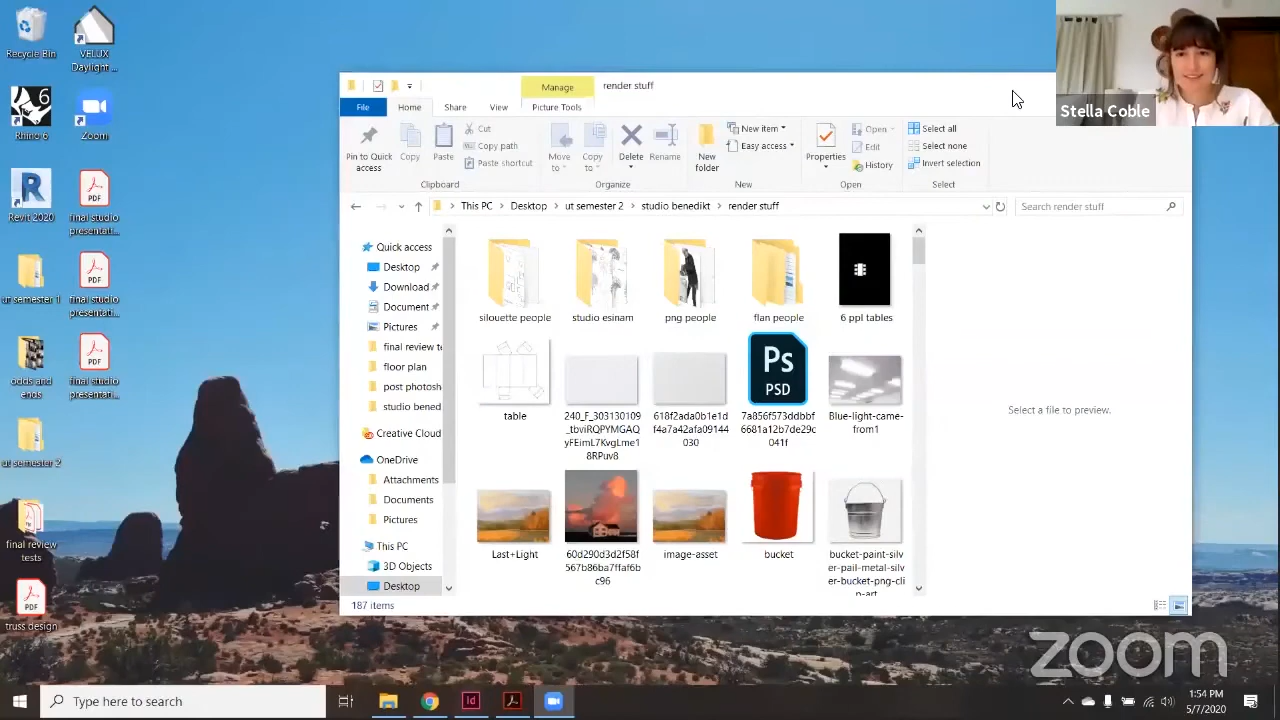 Recycle Bin
VELUX
Daylight ...
6
Rhino 6
Zoom
R
Revit 2020
PDF
final studio
presentati...
ut semester 1
PDF
final studio
presentati...
odds and
ends
PDF
final studio
presentati...
ut semester 2
final review
tests
PDF
truss design
Manage
render stuff
File
Home
Share
View
Picture Tools
Pin to Quick
access
Copy
Paste
Cut
Copy path
Paste shortcut
Clipboard
Move
to
Copy
to
Delete
Rename
Organize
New
folder
New item
Easy access
New
Properties
Open
Edit
History
Open
Select all
Select none
Invert selection
Select
This PC
Desktop
ut semester 2
studio benedikt
render stuff
Search render stuff
Quick access
Desktop
Download
Document
Pictures
final review te
floor plan
post photosh
studio bened
Creative Cloud
OneDrive
Attachments
Documents
Pictures
This PC
3D Objects
Desktop
silouette people
studio esinam
png people
flan people
6 ppl tables
table
240_F_303130109
_tbviRQPYMGAQ
yFEimL7KvgLme1
8RPuv8
618f2ada0b1e1d
f4a7a42afa09144
030
Ps
PSD
7a856f573ddbbf
6681a12b7de29c
041f
Blue-light-came-
from1
Last+Light
60d290d3d2f58f
567b86ba7ffaf6b
c96
image-asset
bucket
bucket-paint-silv
er-pail-metal-silv
er-bucket-png-cli
p-art
Select a file to preview.
187 items
Stella Coble
zoom
Type here to search
Id
1:54 PM
5/7/2020